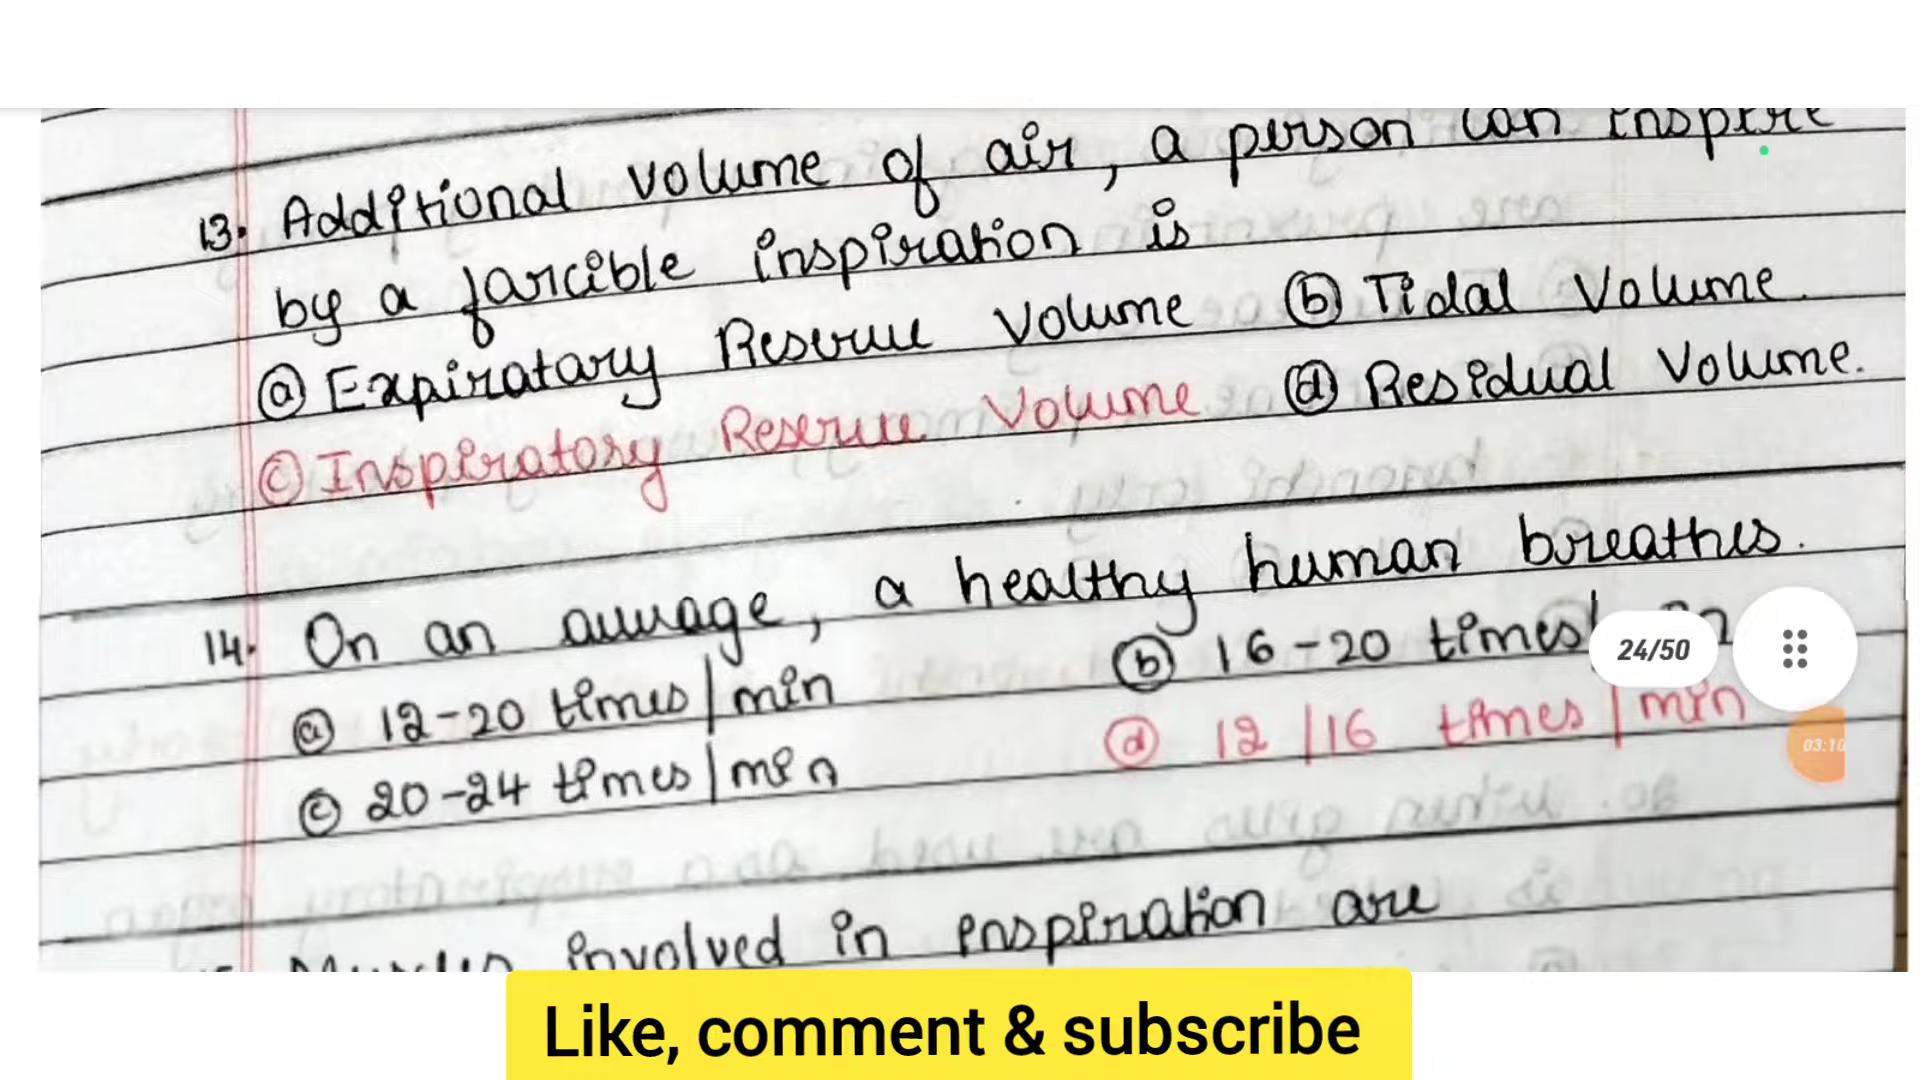 13. Additional volume of air, a person can inspire
by a forcible inspiration is
ⓐ Expiratory Reserve Volume ⓑ Tidal Volume.
ⓒ Inspiratory Reserve Volume ⓓ Residual Volume.
14. On an average, a healthy human breathes.
ⓐ 12-20 times/min ⓑ 16-20 times/
ⓒ 20-24 times/min ⓓ 12/16 times/min
24/50
03:10
involved in inspiration are
Like, comment & subscribe